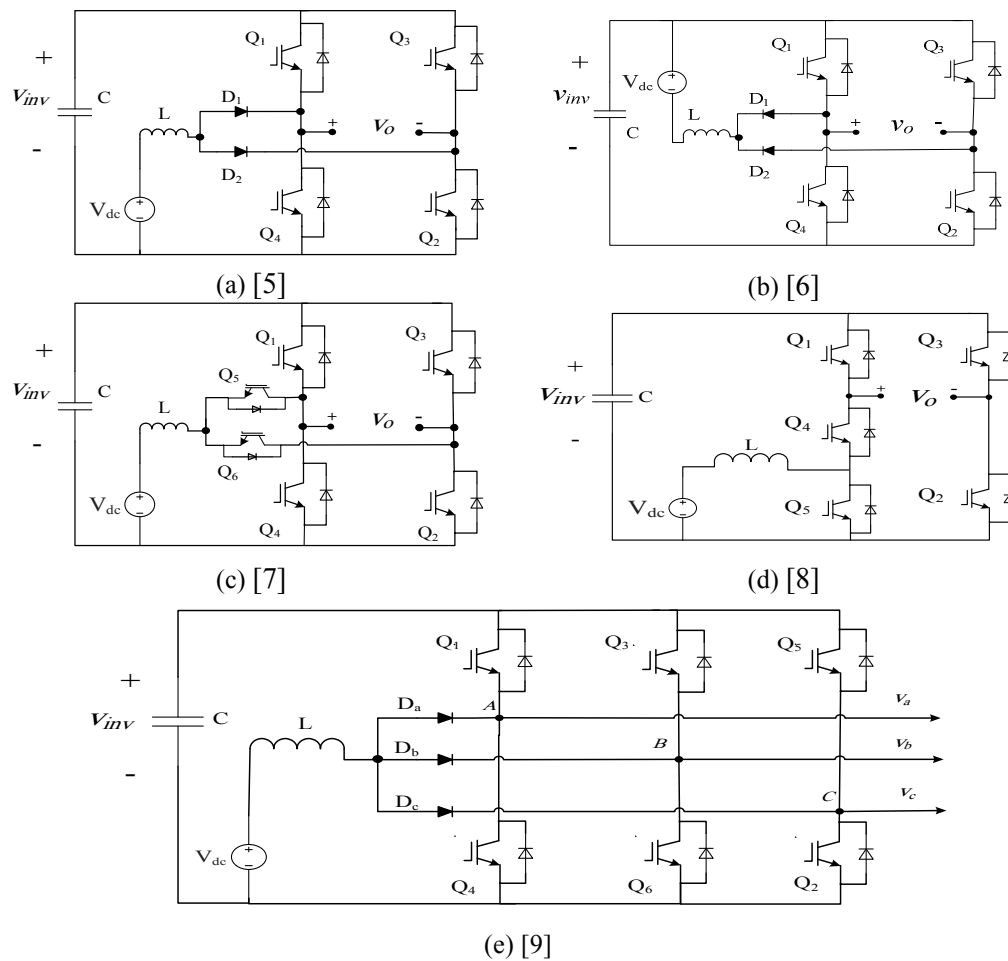 +
V_inv
-
C
L
V_dc
+
-
D₁
D₂
Q₁
Q₃
Q₄
Q₂
+
V_o
-
(a) [5]
+
v_inv
-
C
V_dc
+
-
L
D₁
D₂
Q₁
Q₃
Q₄
Q₂
+
v_o
-
(b) [6]
+
V_inv
-
C
L
V_dc
+
-
Q₅
Q₆
Q₁
Q₃
Q₄
Q₂
+
V_o
-
(c) [7]
+
V_inv
-
C
L
V_dc
+
-
Q₁
Q₃
Q₄
Q₅
Q₂
+
V_o
-
(d) [8]
+
V_inv
-
C
L
V_dc
+
-
D_a
D_b
D_c
Q₁
Q₃
Q₅
A
B
C
v_a
v_b
v_c
Q₄
Q₆
Q₂
(e) [9]